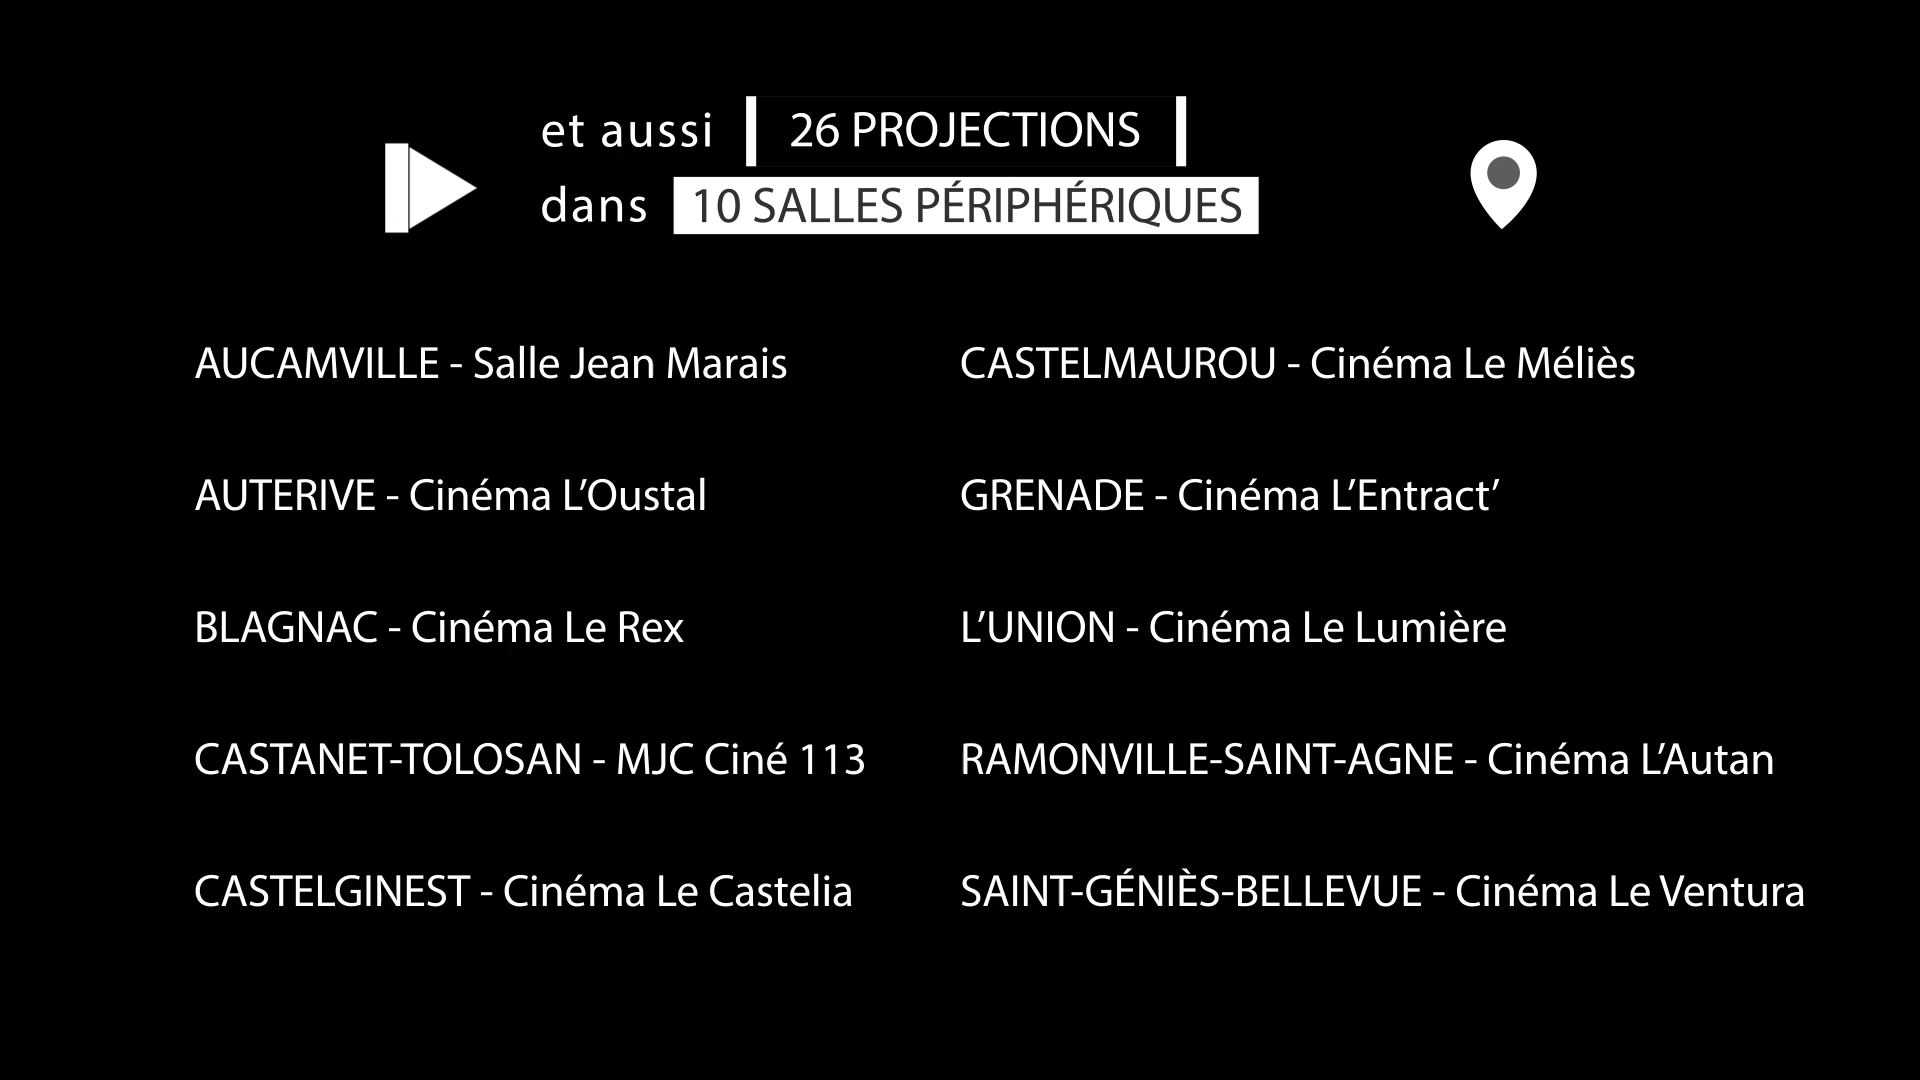 et aussi 26 PROJECTIONS
dans 10 SALLES PÉRIPHÉRIQUES
AUCAMVILLE - Salle Jean Marais
AUTERIVE - Cinéma L’Oustal
BLAGNAC - Cinéma Le Rex
CASTANET-TOLOSAN - MJC Ciné 113
CASTELGINEST - Cinéma Le Castelia
CASTELMAUROU - Cinéma Le Méliès
GRENADE - Cinéma L’Entract’
L’UNION - Cinéma Le Lumière
RAMONVILLE-SAINT-AGNE - Cinéma L’Autan
SAINT-GÉNIÈS-BELLEVUE - Cinéma Le Ventura